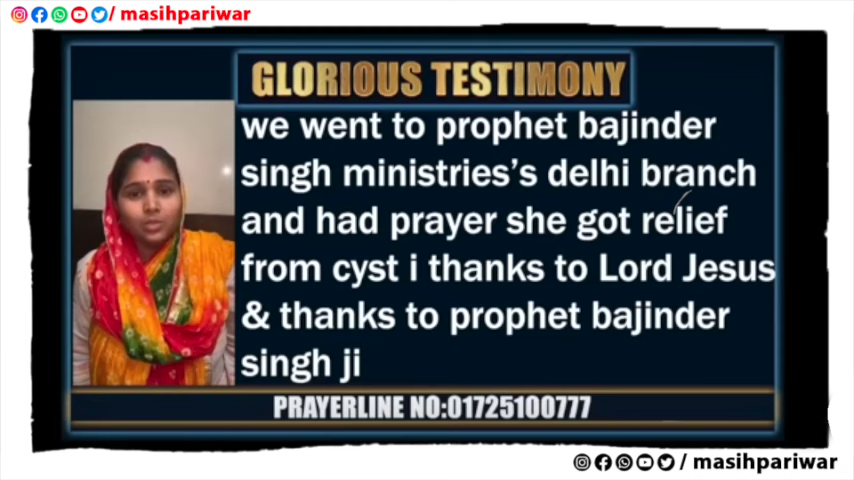 / masihpariwar
GLORIOUS TESTIMONY
we went to prophet bajinder
singh ministries’s delhi branch
and had prayer she got relief
from cyst i thanks to Lord Jesus
& thanks to prophet bajinder
singh ji
PRAYERLINE NO:01725100777
/ masihpariwar